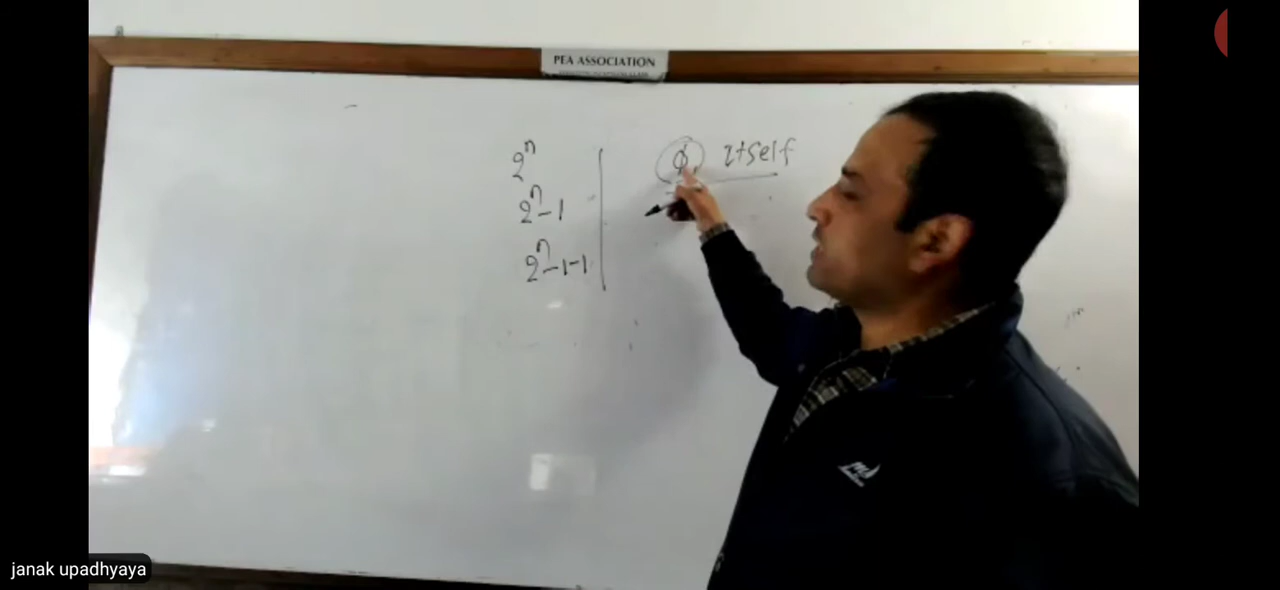 PEA ASSOCIATION
2ⁿ
2ⁿ-1
2ⁿ-1-1
ϕ, itself
janak upadhyaya